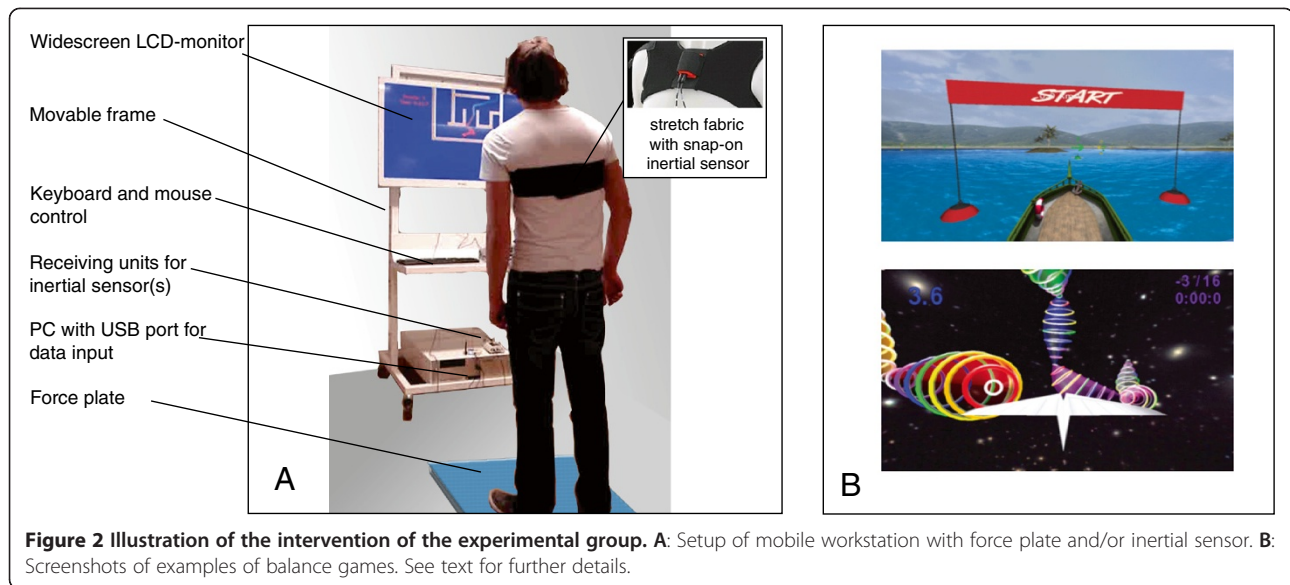 Widescreen LCD-monitor
Movable frame
Keyboard and mouse
control
Receiving units for
inertial sensor(s)
PC with USB port for
data input
Force plate
stretch fabric
with snap-on
inertial sensor
A
START
3.6
-3/16
0:00:0
B
Figure 2 Illustration of the intervention of the experimental group. A: Setup of mobile workstation with force plate and/or inertial sensor. B:
Screenshots of examples of balance games. See text for further details.